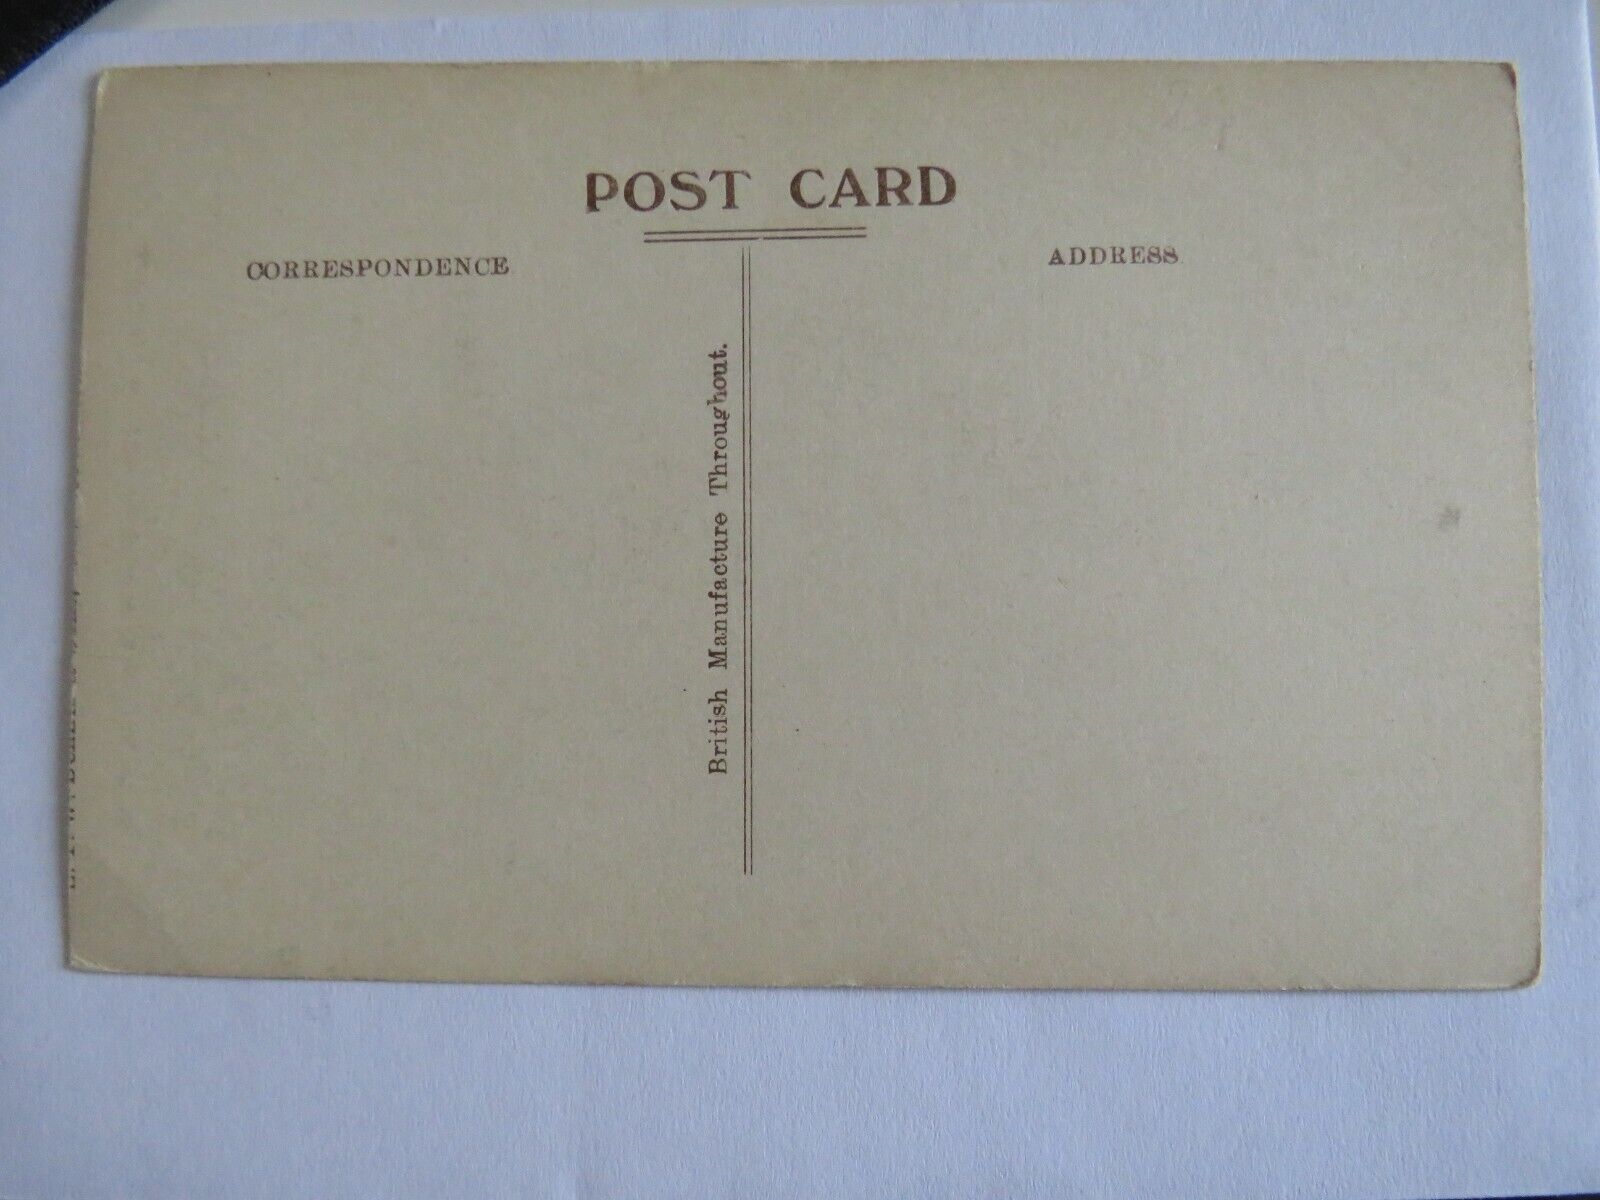 POST CARD
CORRESPONDENCE
ADDRESS
British Manufacture Throughout.